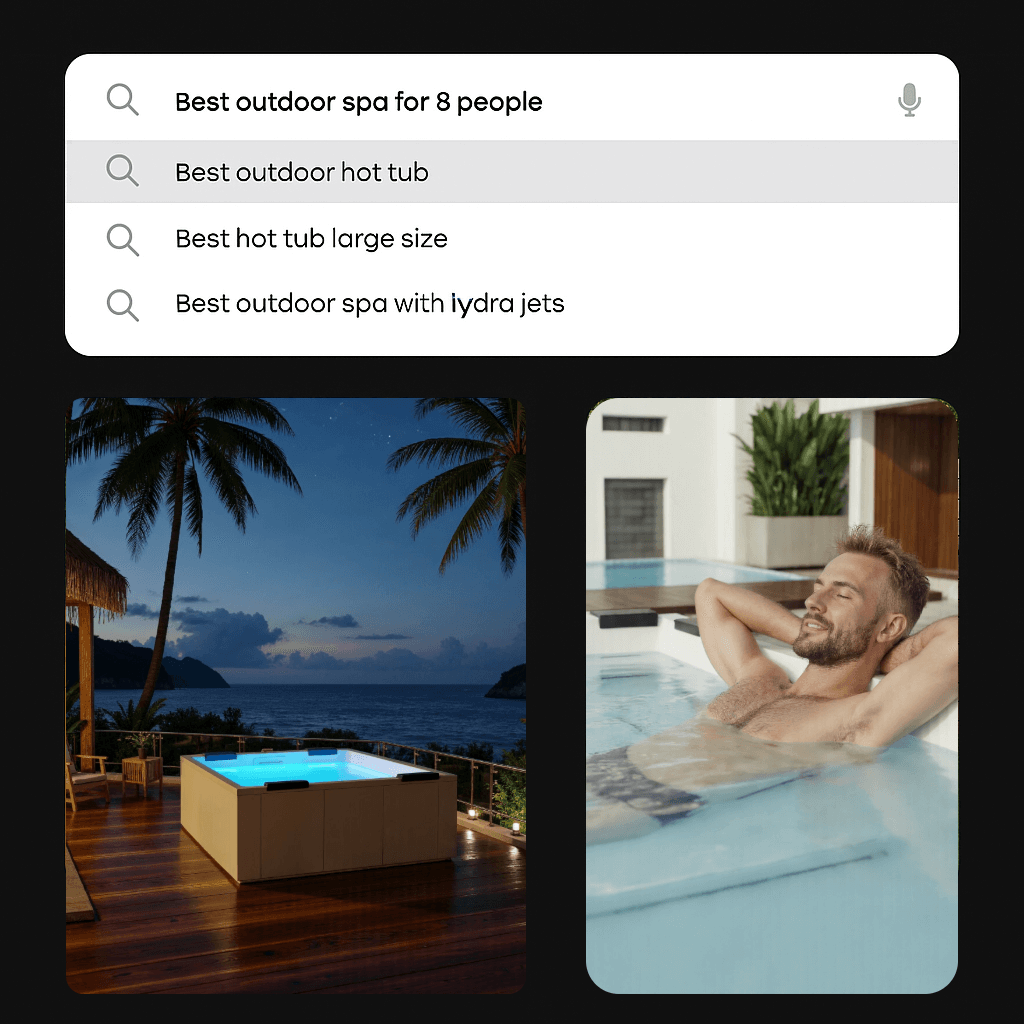 Best outdoor spa for 8 people
Best outdoor hot tub
Best hot tub large size
Best outdoor spa with iydra jets